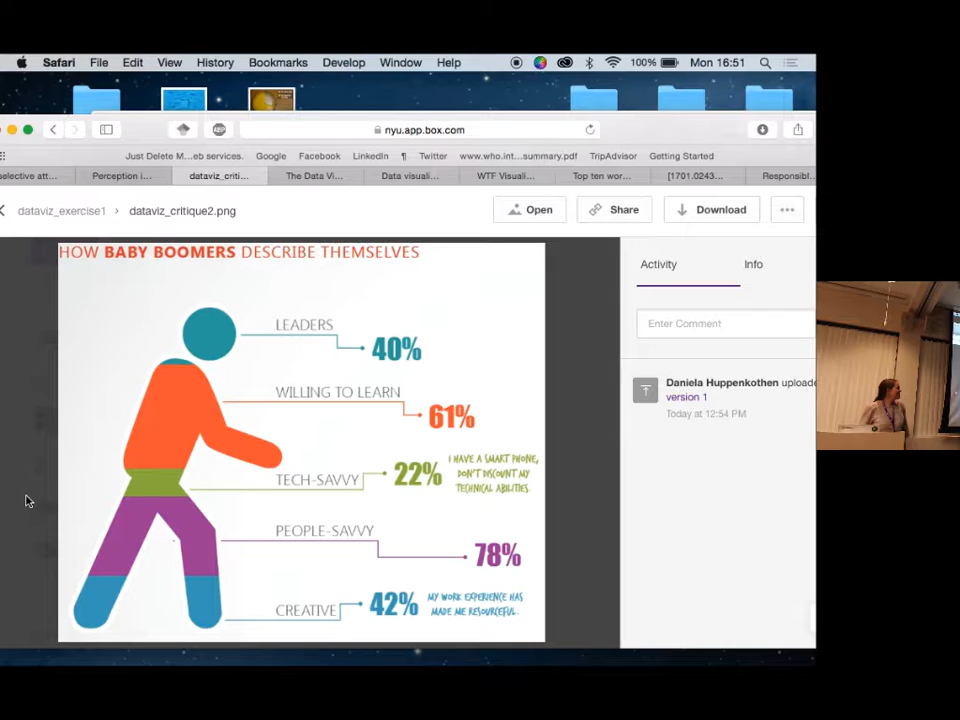 Safari File Edit View History Bookmarks Develop Window Help 100% Mon 16:51
ABP nyu.app.box.com
Just Delete M...eb services. Google Facebook LinkedIn ¶ Twitter www.who.int...summary.pdf TripAdvisor Getting Started
selective att... Perception i... dataviz_criti... The Data Vi... Data visuali... WTF Visuali... Top ten wor... [1701.0243... Responsibl
dataviz_exercise1 › dataviz_critique2.png Open Share Download ...
HOW BABY BOOMERS DESCRIBE THEMSELVES
LEADERS
40%
WILLING TO LEARN
61%
TECH-SAVVY
22%
I HAVE A SMART PHONE,
DON'T DISCOUNT MY
TECHNICAL ABILITIES.
PEOPLE-SAVVY
78%
CREATIVE
42%
MY WORK EXPERIENCE HAS
MADE ME RESOURCEFUL.
Activity Info
Enter Comment
Daniela Huppenkothen uploade
version 1
Today at 12:54 PM